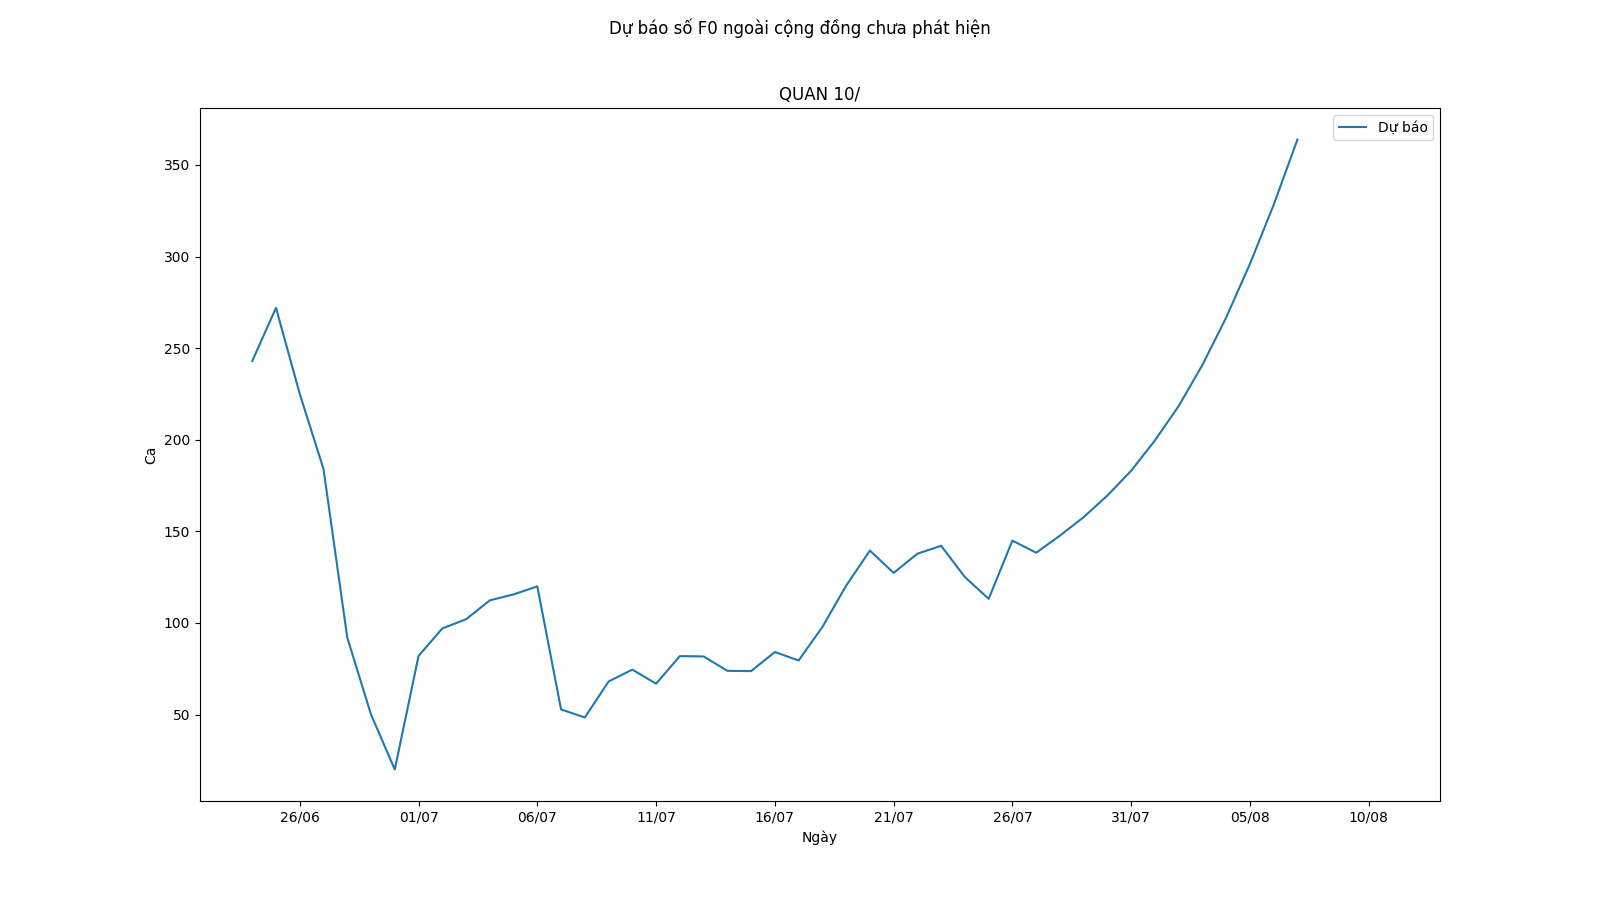 Dự báo số F0 ngoài cộng đồng chưa phát hiện
QUAN 10/
Dự báo
350
300
250
200
150
100
50
Ca
26/06 01/07 06/07 11/07 16/07 21/07 26/07 31/07 05/08 10/08
Ngày